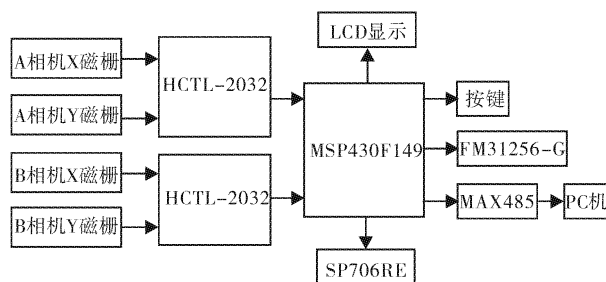 LCD显示
A相机X磁栅
A相机Y磁栅
HCTL-2032
B相机X磁栅
B相机Y磁栅
HCTL-2032
MSP430F149
按键
FM31256-G
MAX485
PC机
SP706RE